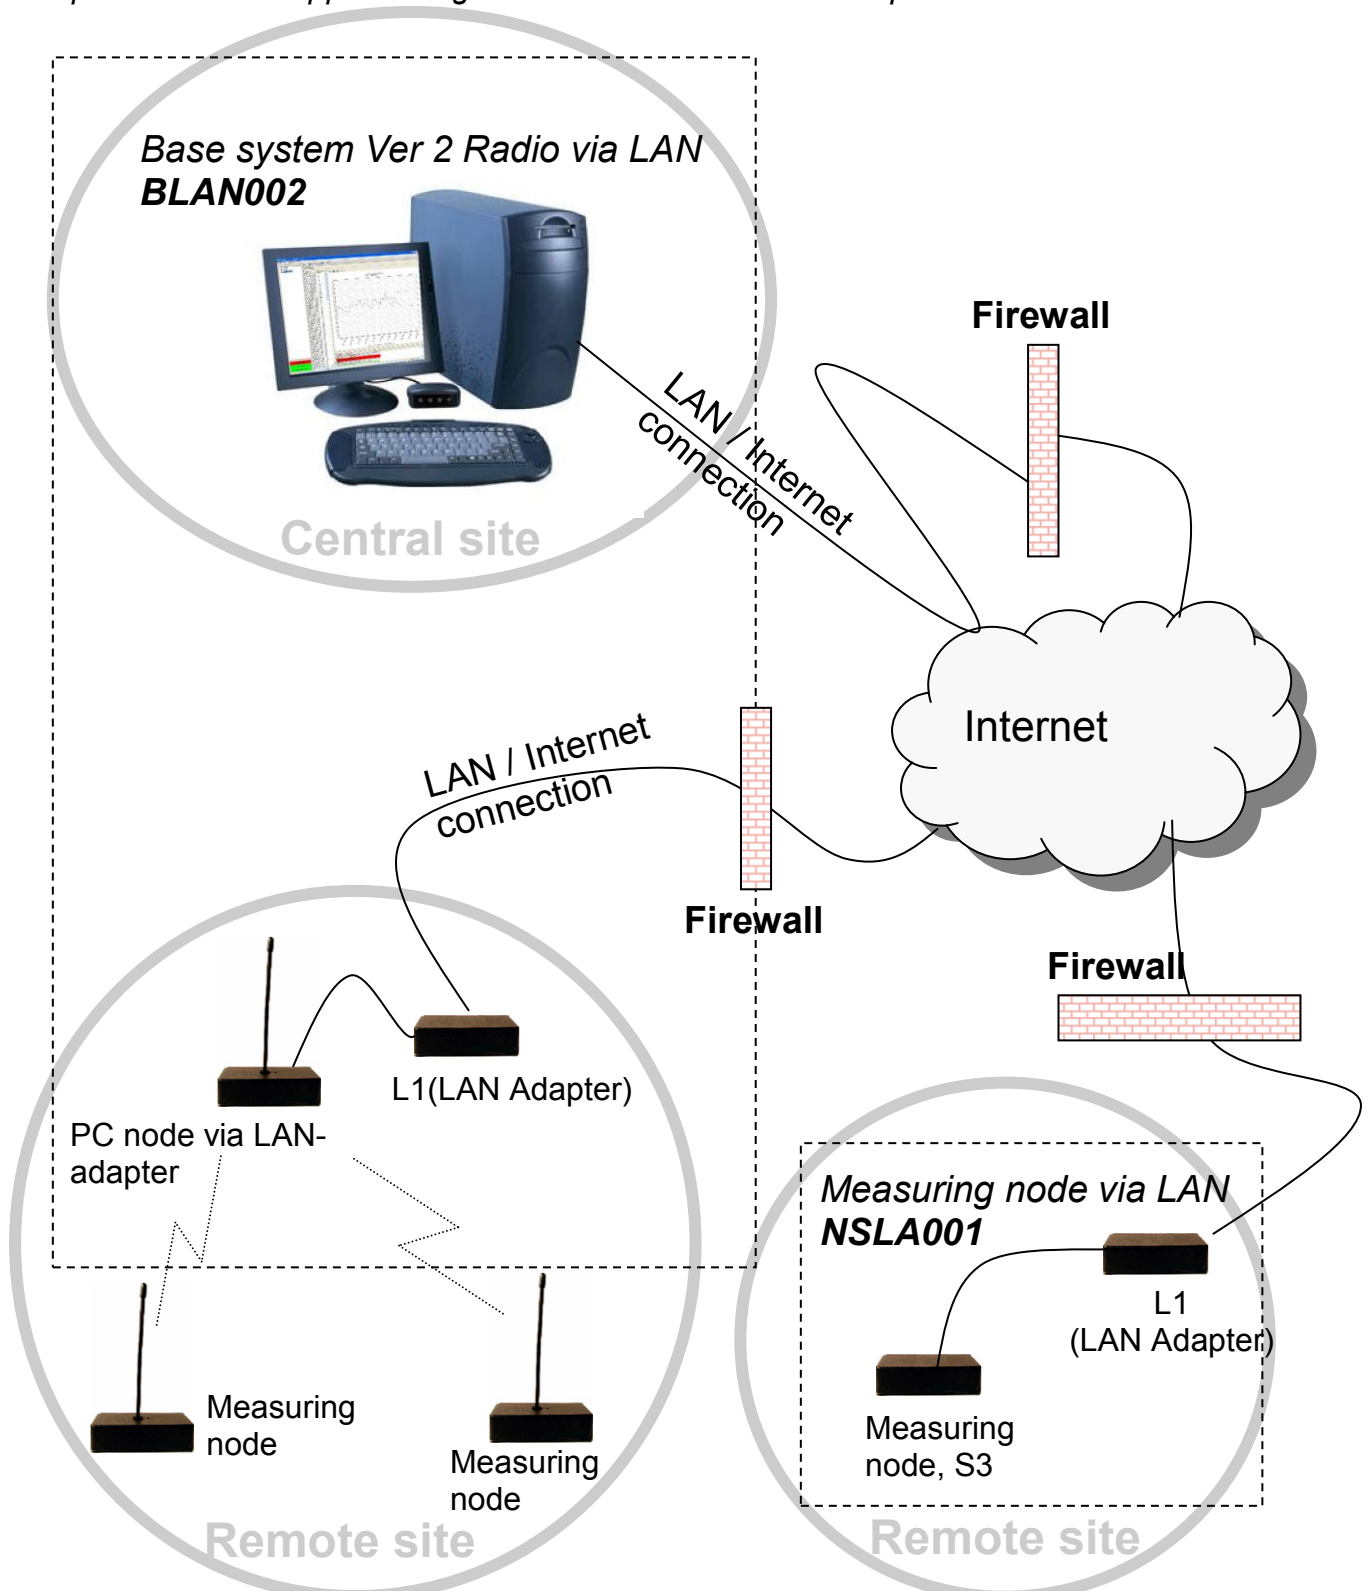 Base system Ver 2 Radio via LAN
BLAN002
Firewall
LAN / Internet
connection
Central site
Internet
LAN / Internet
connection
Firewall
Firewall
L1(LAN Adapter)
PC node via LAN-
adapter
Measuring node via LAN
NSLA001
L1
(LAN Adapter)
Measuring
node
Measuring
node, S3
Measuring
node
Remote site
Remote site